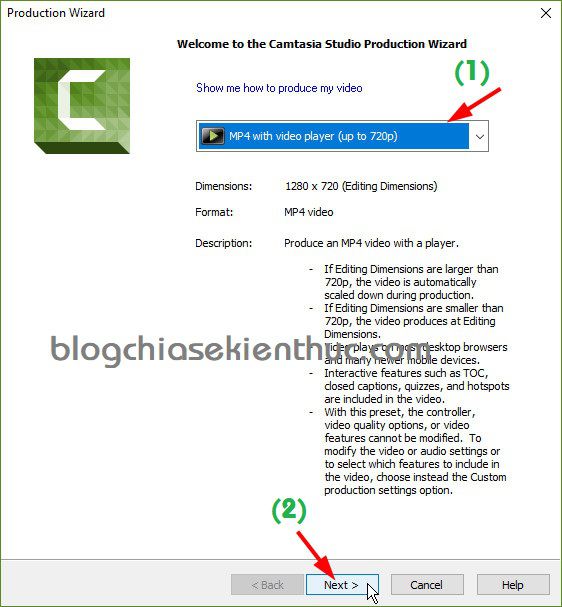 Production Wizard
Welcome to the Camtasia Studio Production Wizard
(1)
Show me how to produce my video
MP4 with video player (up to 720p)
Dimensions: 1280 x 720 (Editing Dimensions)
Format: MP4 video
Description: Produce an MP4 video with a player.
- If Editing Dimensions are larger than
720p, the video is automatically
scaled down during production.
- If Editing Dimensions are smaller than
720p, the video produces at Editing
Dimensions.
- Video plays on most desktop browsers
and many newer mobile devices.
blogchiasekienthuc.com
- Interactive features such as TOC,
closed captions, quizzes, and hotspots
are included in the video.
- With this preset, the controller,
video quality options, or video
features cannot be modified. To
modify the video or audio settings or
to select which features to include in
the video, choose instead the Custom
production settings option.
(2)
< Back Next > Cancel Help